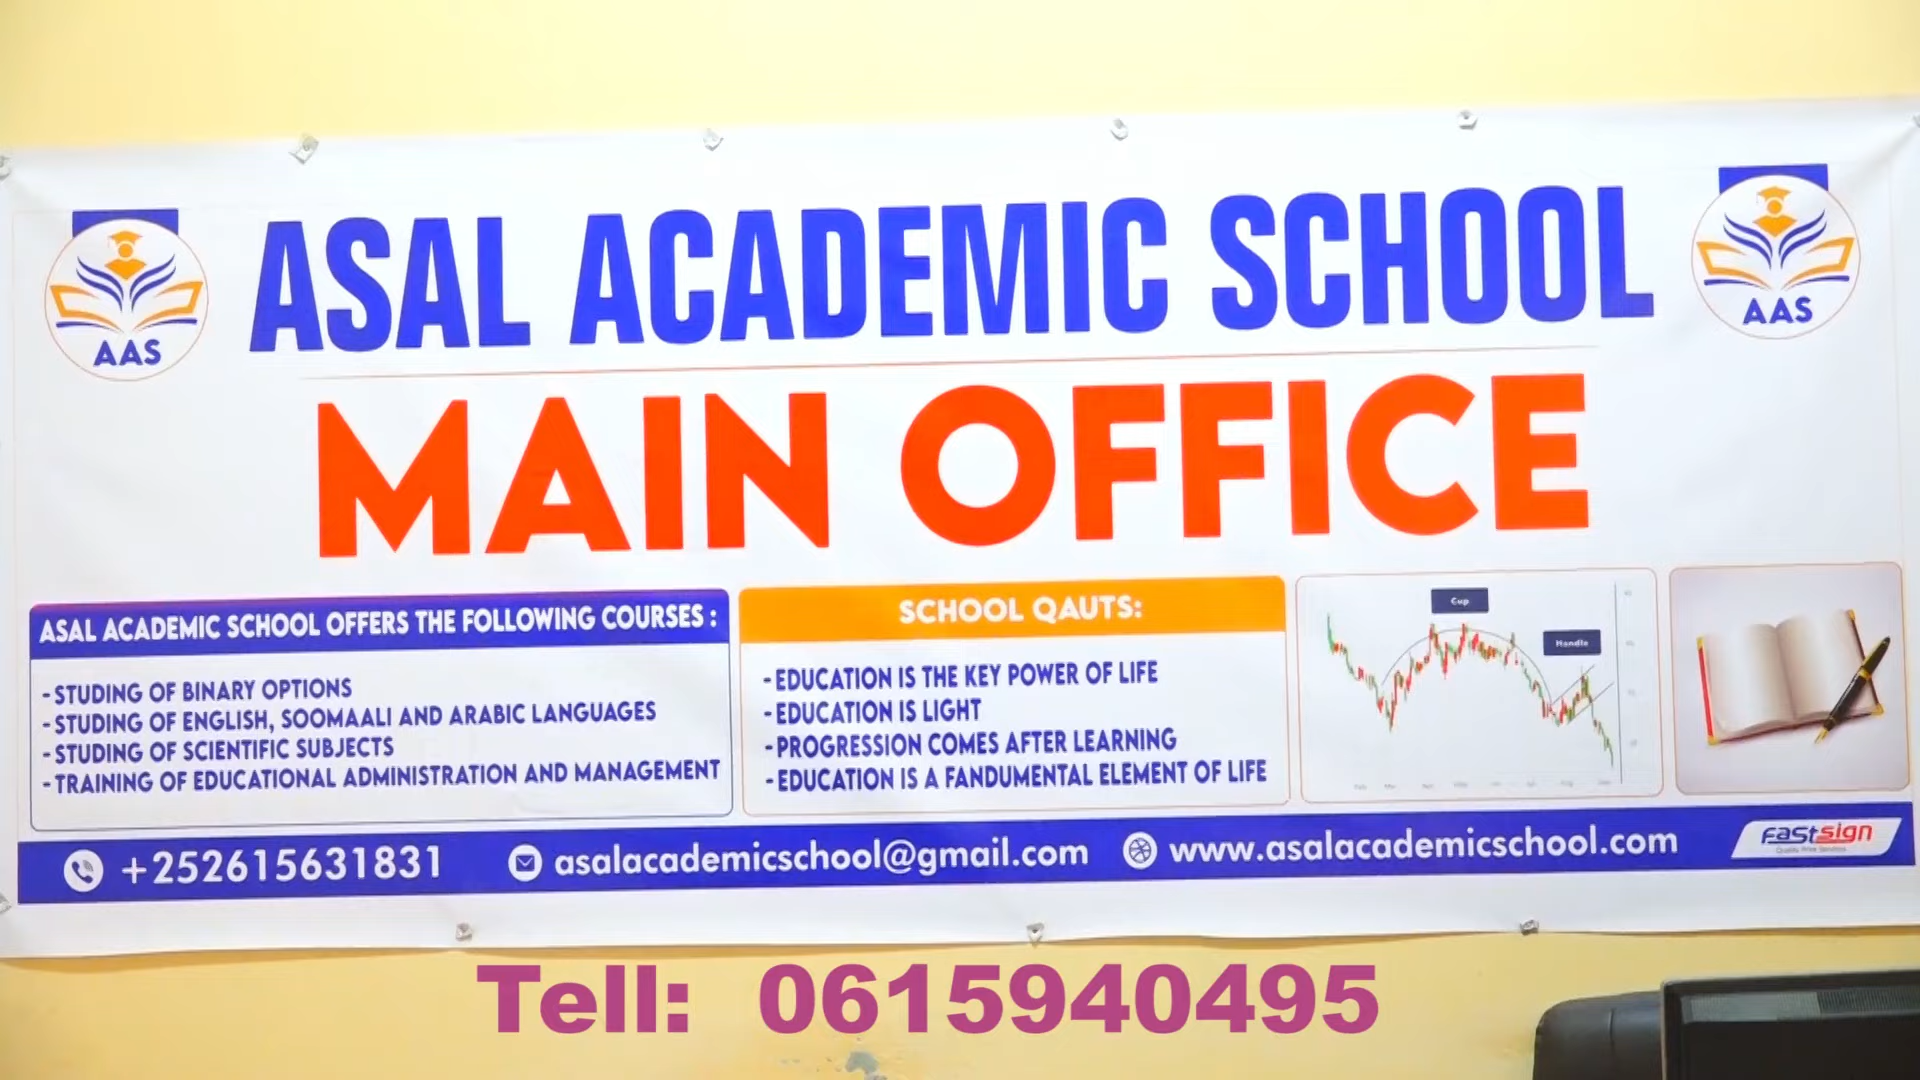 ASAL ACADEMIC SCHOOL
AAS
AAS
MAIN OFFICE
ASAL ACADEMIC SCHOOL OFFERS THE FOLLOWING COURSES :
- STUDING OF BINARY OPTIONS
- STUDING OF ENGLISH, SOOMAALI AND ARABIC LANGUAGES
- STUDING OF SCIENTIFIC SUBJECTS
- TRAINING OF EDUCATIONAL ADMINISTRATION AND MANAGEMENT
SCHOOL QAUTS:
- EDUCATION IS THE KEY POWER OF LIFE
- EDUCATION IS LIGHT
- PROGRESSION COMES AFTER LEARNING
- EDUCATION IS A FANDUMENTAL ELEMENT OF LIFE
Cup
Handle
+252615631831
asalacademicschool@gmail.com
www.asalacademicschool.com
Fastsign
Tell: 0615940495